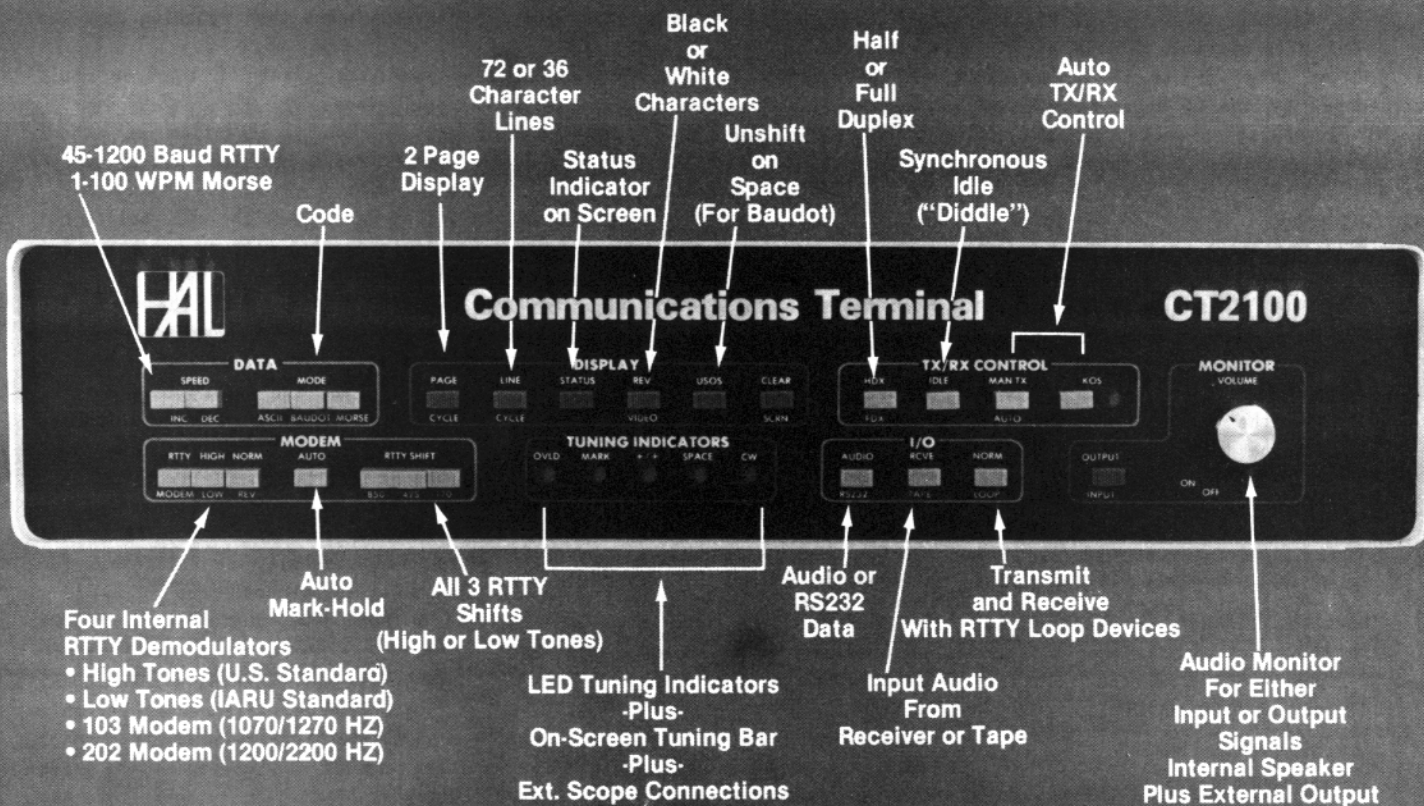 Black
or
White
Characters
Half
or
Full
Duplex
Auto
TX/RX
Control
72 or 36
Character
Lines
Unshift
on
Space
(For Baudot)
45-1200 Baud RTTY
1-100 WPM Morse
2 Page
Display
Status
Indicator
on Screen
Synchronous
Idle
("Diddle")
Code
HAL
Communications Terminal
CT2100
DATA
SPEED
INC DEC
MODE
ASCII BAUDOT MORSE
DISPLAY
PAGE LINE STATUS REV USOS CLEAR
CYCLE CYCLE VIDEO SCRN
TX/RX CONTROL
HDX IDLE MAN TX KOS
FDX AUTO
MONITOR
VOLUME
MODEM
RTTY HIGH NORM AUTO RTTY SHIFT
MODEM LOW REV 850 425 170
TUNING INDICATORS
OVLD MARK +/+ SPACE CW
I/O
AUDIO RCVE NORM
RS232 TAPE LOOP
OUTPUT
INPUT
ON
OFF
Four Internal
RTTY Demodulators
• High Tones (U.S. Standard)
• Low Tones (IARU Standard)
• 103 Modem (1070/1270 HZ)
• 202 Modem (1200/2200 HZ)
Auto
Mark-Hold
All 3 RTTY
Shifts
(High or Low Tones)
LED Tuning Indicators
-Plus-
On-Screen Tuning Bar
-Plus-
Ext. Scope Connections
Audio or
RS232
Data
Input Audio
From
Receiver or Tape
Transmit
and Receive
With RTTY Loop Devices
Audio Monitor
For Either
Input or Output
Signals
Internal Speaker
Plus External Output